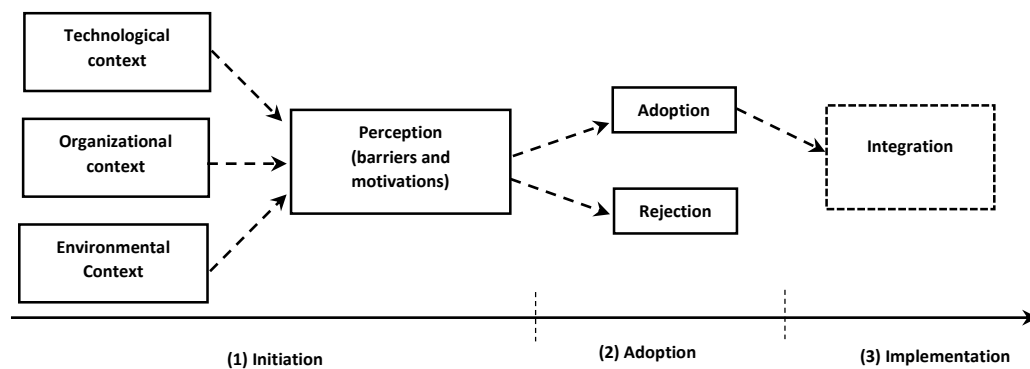 Technological
context
Organizational
context
Environmental
Context
Perception
(barriers and
motivations)
Adoption
Rejection
Integration
(1) Initiation
(2) Adoption
(3) Implementation